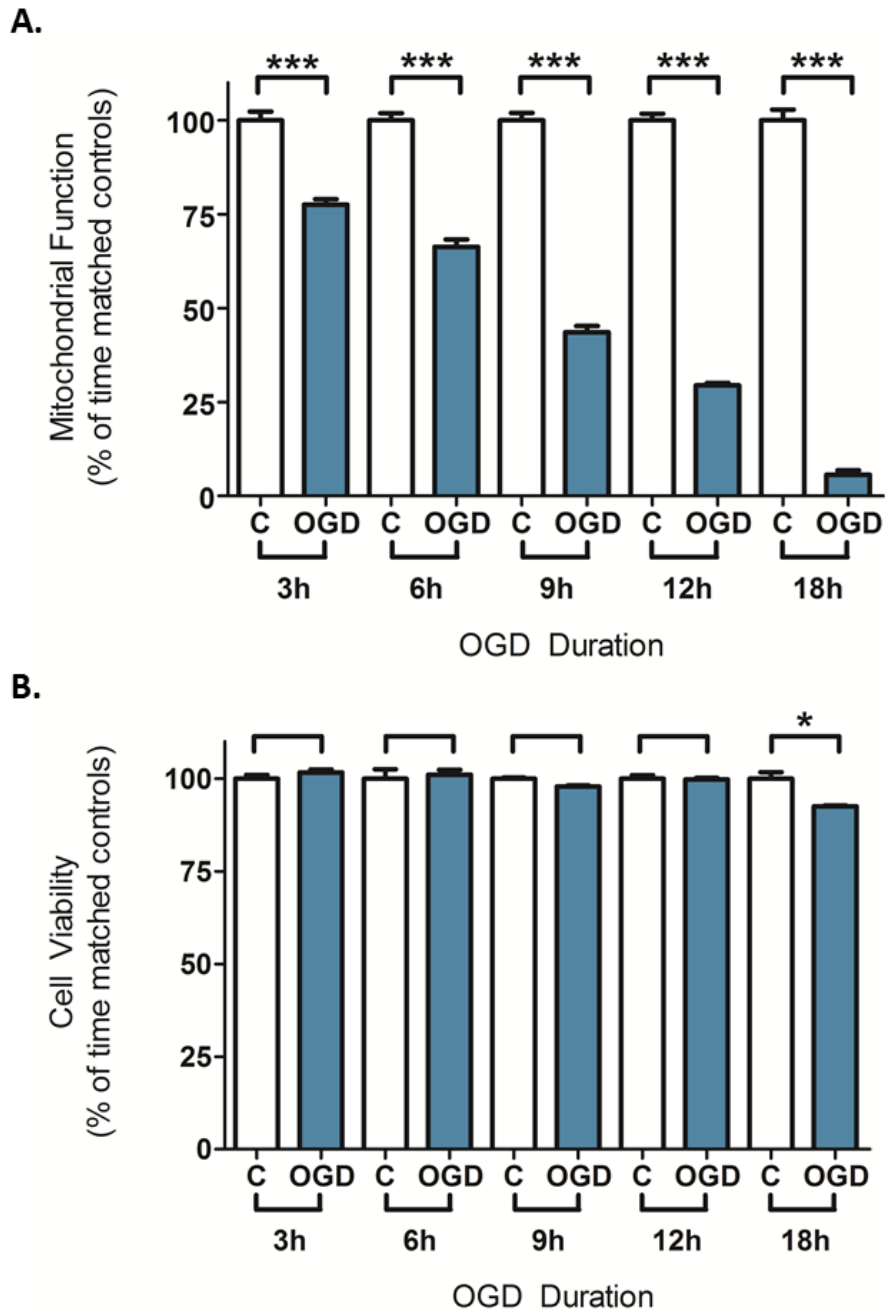 A.
*** *** *** *** ***
Mitochondrial Function
(% of time matched controls)
100
75
50
25
0
C OGD C OGD C OGD C OGD C OGD
3h 6h 9h 12h 18h
OGD Duration
B.
*
Cell Viability
(% of time matched controls)
100
75
50
25
0
C OGD C OGD C OGD C OGD C OGD
3h 6h 9h 12h 18h
OGD Duration